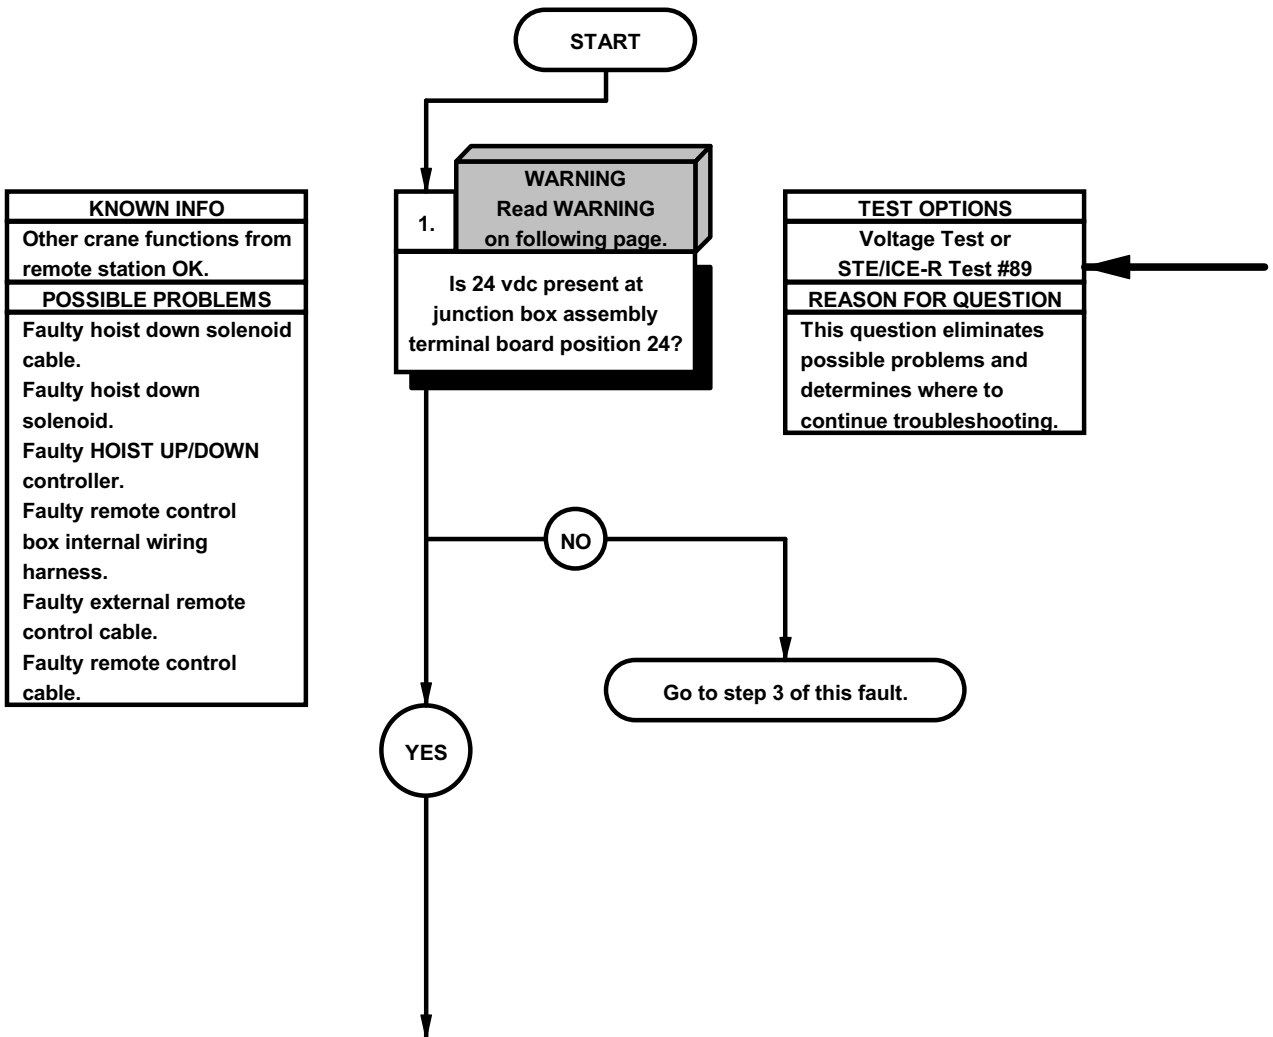 START
KNOWN INFO
Other crane functions from
remote station OK.
POSSIBLE PROBLEMS
Faulty hoist down solenoid
cable.
Faulty hoist down
solenoid.
Faulty HOIST UP/DOWN
controller.
Faulty remote control
box internal wiring
harness.
Faulty external remote
control cable.
Faulty remote control
cable.
WARNING
Read WARNING
on following page.
1.
Is 24 vdc present at
junction box assembly
terminal board position 24?
TEST OPTIONS
Voltage Test or
STE/ICE-R Test #89
REASON FOR QUESTION
This question eliminates
possible problems and
determines where to
continue troubleshooting.
NO
Go to step 3 of this fault.
YES